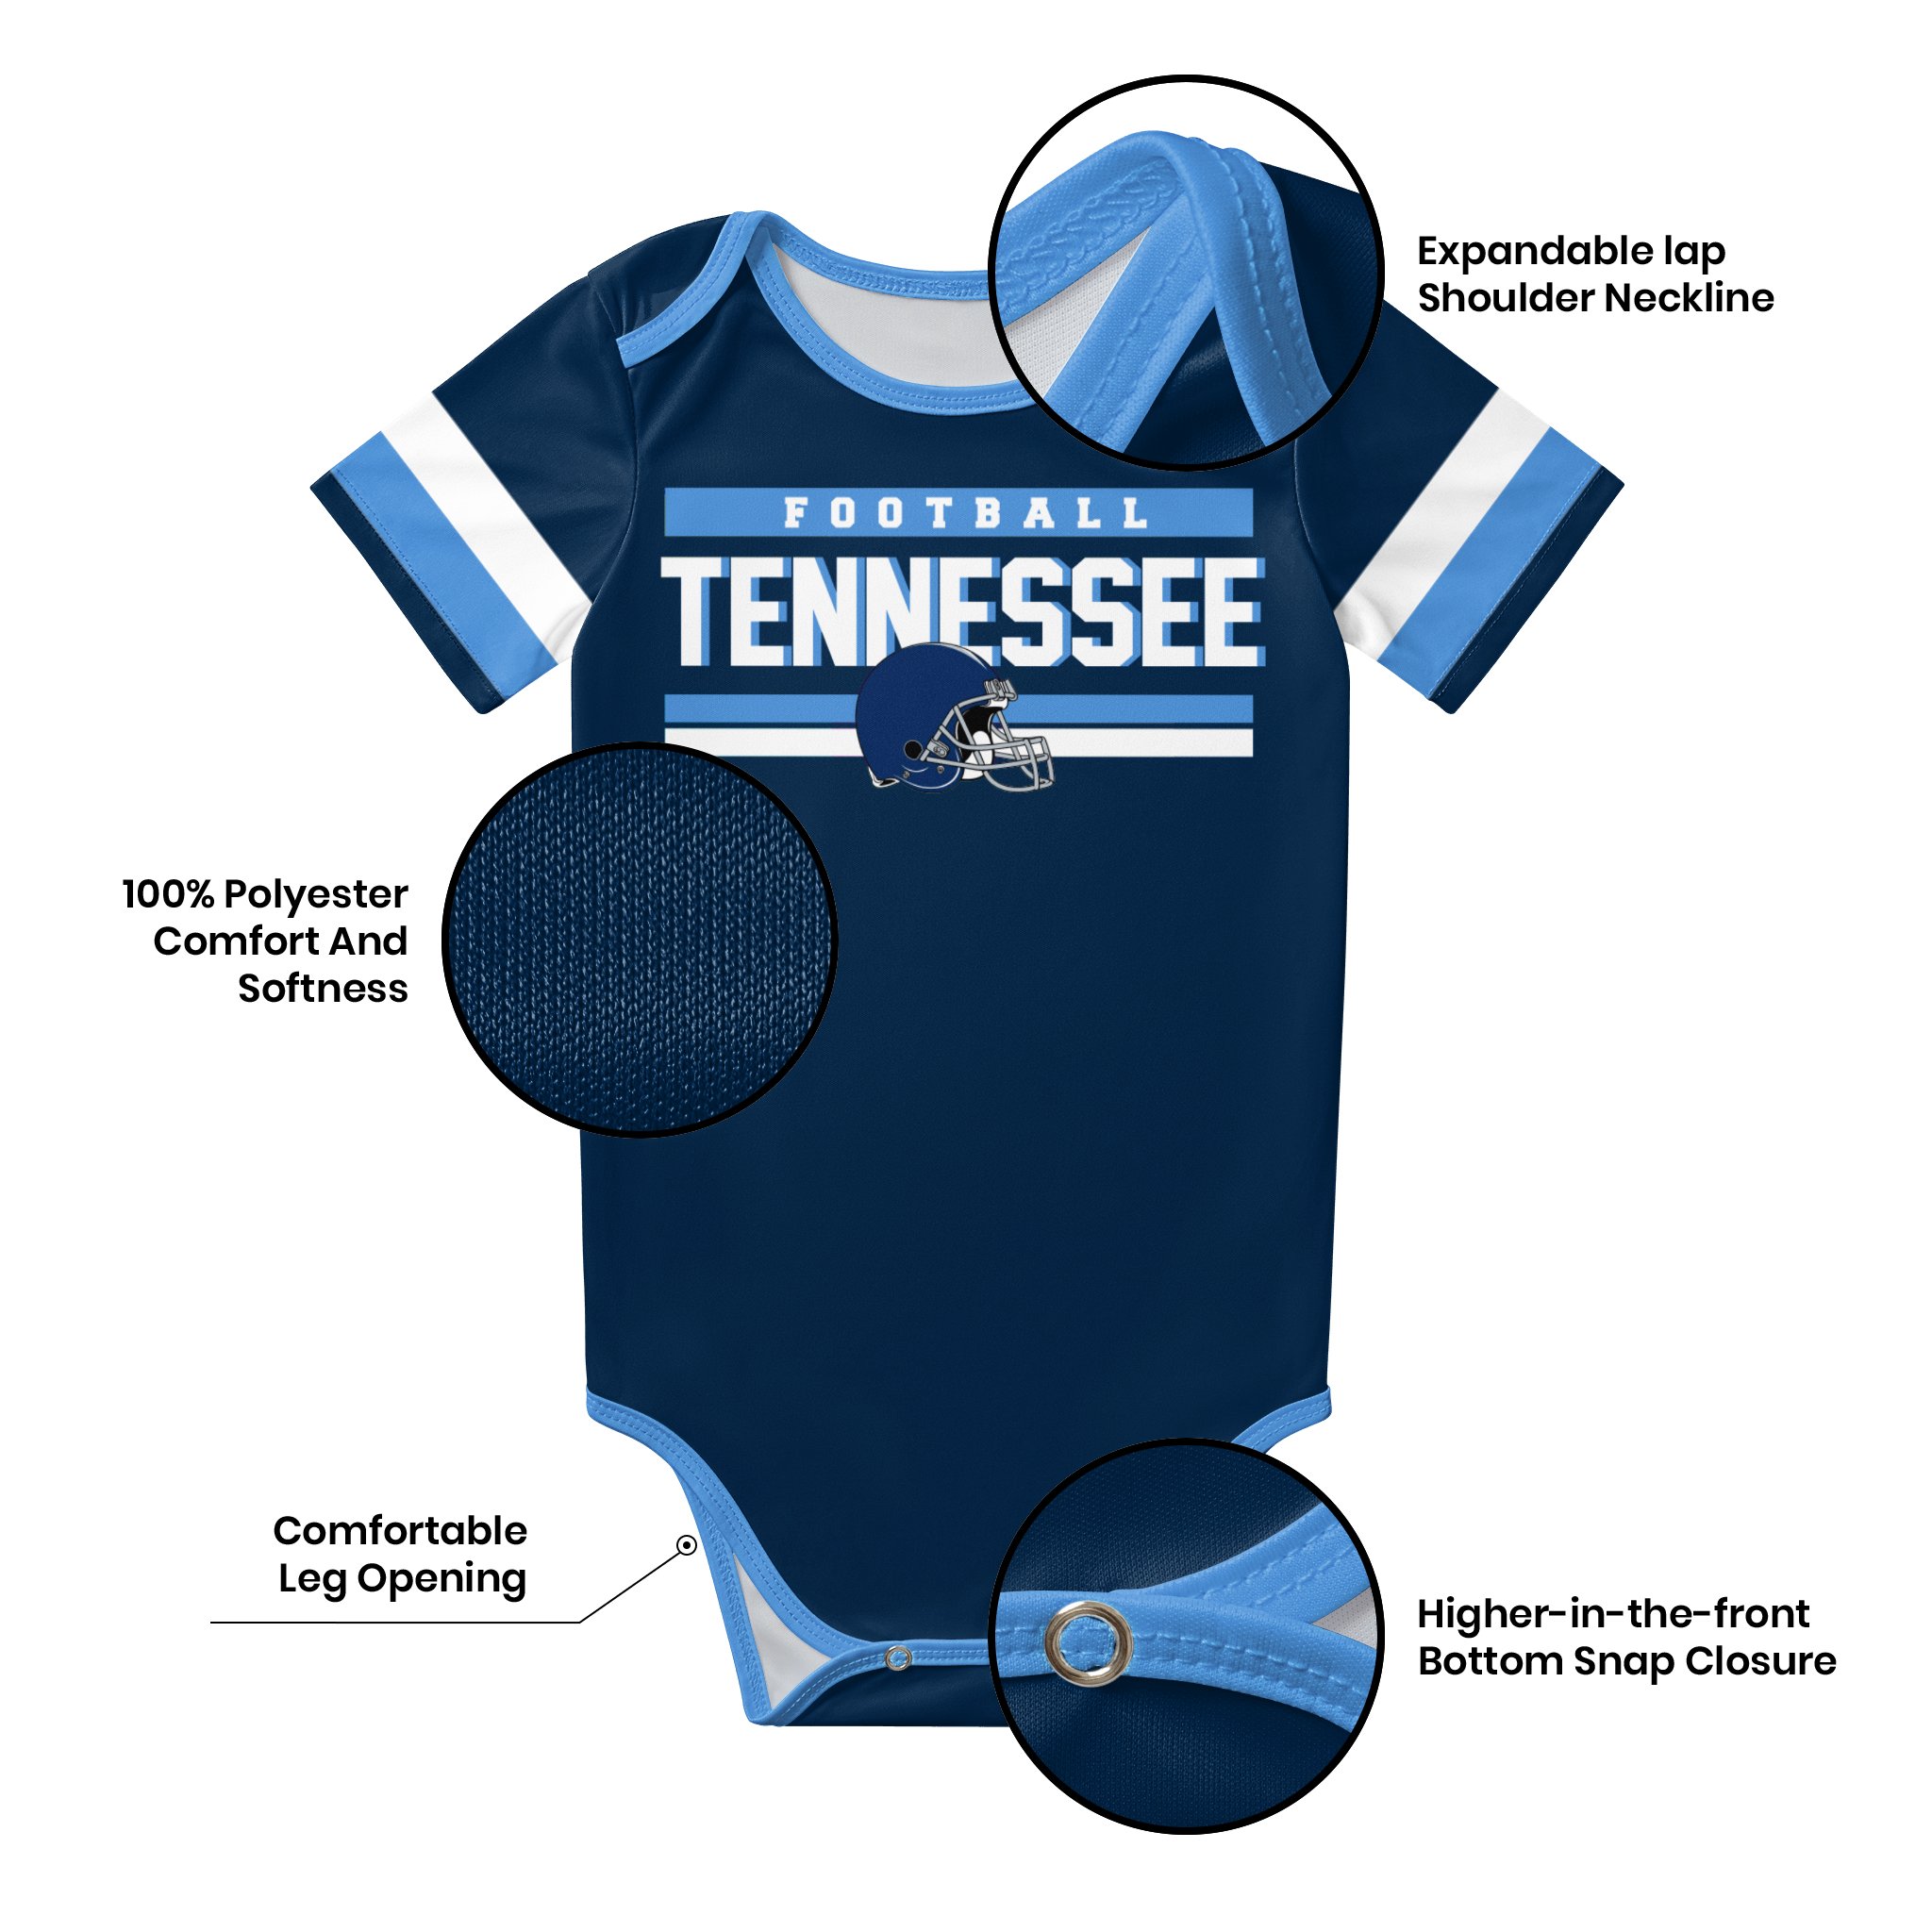 Expandable lap
Shoulder Neckline
FOOTBALL
TENNESSEE
100% Polyester
Comfort And
Softness
Comfortable
Leg Opening
Higher-in-the-front
Bottom Snap Closure